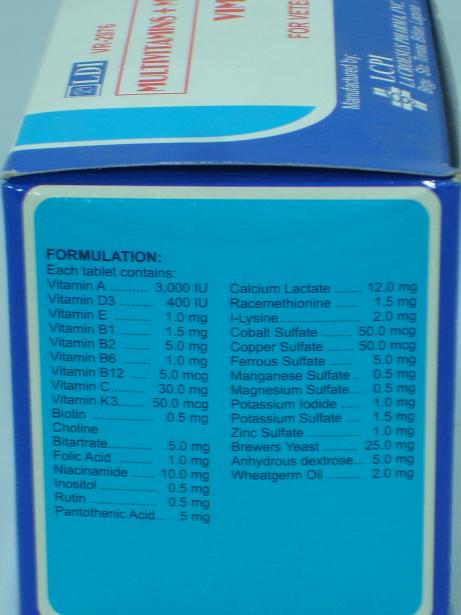 LDI
VR-2876
MULTIVITAMINS +
FOR VETE
Manufactured by:
LCPI
FORMULATION:
Each tablet contains:
Vitamin A .......... 3,000 IU
Vitamin D3 ......... 400 IU
Vitamin E .......... 1.0 mg
Vitamin B1 ........ 1.5 mg
Vitamin B2 ........ 5.0 mg
Vitamin B6 ........ 1.0 mg
Vitamin B12 .... 5.0 mcg
Vitamin C........ 30.0 mg
Vitamin K3...... 50.0 mcg
Biotin .............. 0.5 mg
Choline
Bitartrate........... 5.0 mg
Folic Acid ......... 1.0 mg
Niacinamide ...... 10.0 mg
Inositol .............. 0.5 mg
Rutin ................. 0.5 mg
Pantothenic Acid... 5 mg
Calcium Lactate ....... 12.0 mg
Racemethionine ...... 1.5 mg
l-Lysine................... 2.0 mg
Cobalt Sulfate ......... 50.0 mcg
Copper Sulfate ....... 50.0 mcg
Ferrous Sulfate ...... 5.0 mg
Manganese Sulfate .. 0.5 mg
Magnesium Sulfate... 0.5 mg
Potassium Iodide ..... 1.0 mg
Potassium Sulfate .... 1.5 mg
Zinc Sulfate ............. 1.0 mg
Brewers Yeast ........ 25.0 mg
Anhydrous dextrose... 5.0 mg
Wheatgerm Oil ......... 2.0 mg